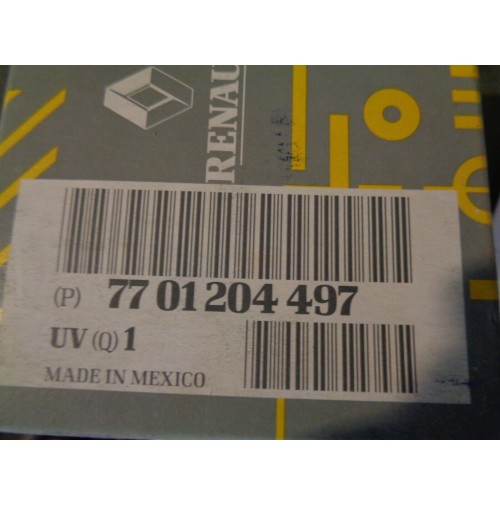 RENAU
(P) 77 01 204 497
UV (Q) 1
MADE IN MEXICO